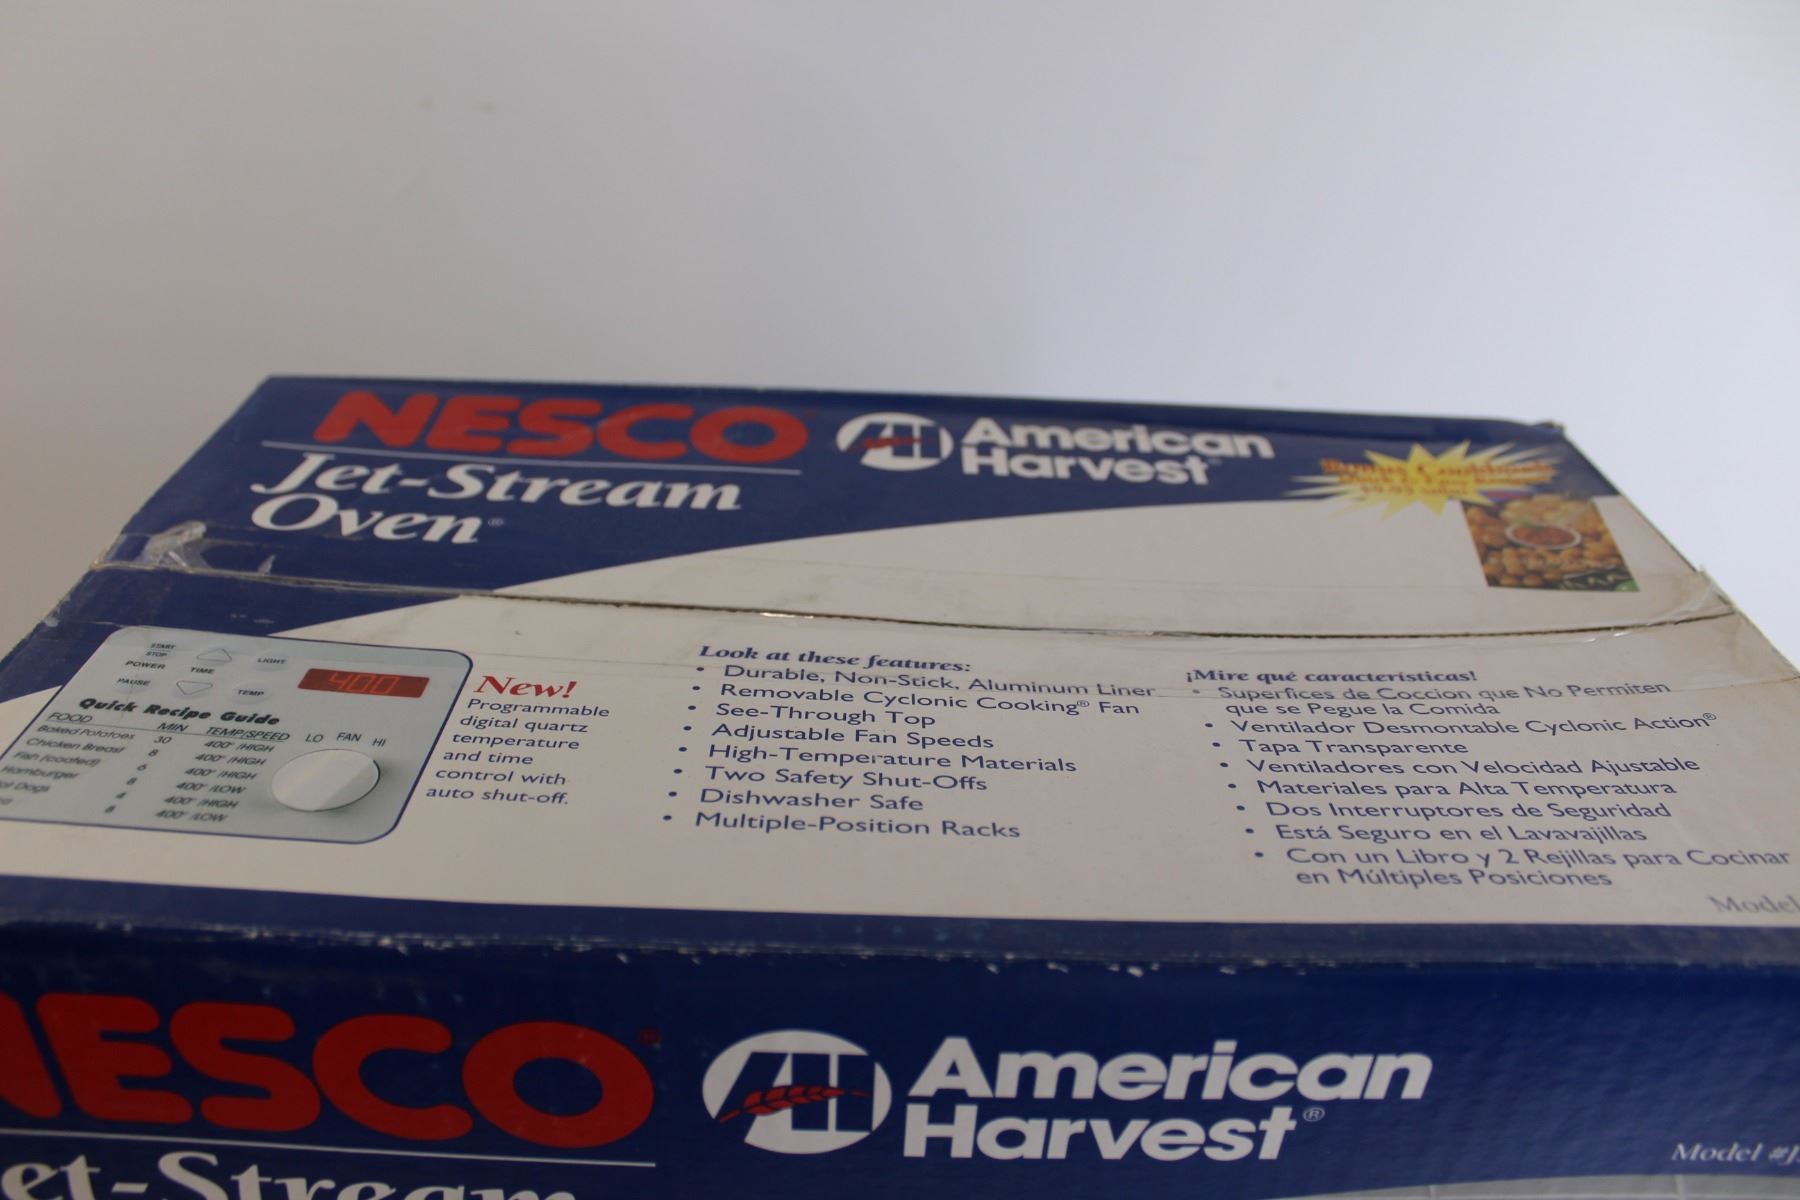 NESCO
American
Harvest
Jet-Stream
Oven®
START
STOP
POWER
TIME
LIGHT
PAUSE
TEMP
400
Quick Recipe Guide
FOOD MIN TEMP/SPEED
Baked Potatoes 30 400° /HIGH
Chicken Breast 8 400° /HIGH
Fish (coated) 6 400° /HIGH
Hamburger 8 400° /LOW
Dogs 4 400° /HIGH
8 400° /LOW
LO FAN HI
New!
Programmable
digital quartz
temperature
and time
control with
auto shut-off.
Look at these features:
• Durable, Non-Stick, Aluminum Liner
• Removable Cyclonic Cooking® Fan
• See-Through Top
• Adjustable Fan Speeds
• High-Temperature Materials
• Two Safety Shut-Offs
• Dishwasher Safe
• Multiple-Position Racks
¡Mire qué características!
• Superfices de Coccion que No Permiten
que se Pegue la Comida
• Ventilador Desmontable Cyclonic Action®
• Tapa Transparente
• Ventiladores con Velocidad Ajustable
• Materiales para Alta Temperatura
• Dos Interruptores de Seguridad
• Está Seguro en el Lavavajillas
• Con un Libro y 2 Rejillas para Cocinar
en Múltiples Posiciones
Model
NESCO®
American
Harvest®
Model #J
et-Stream